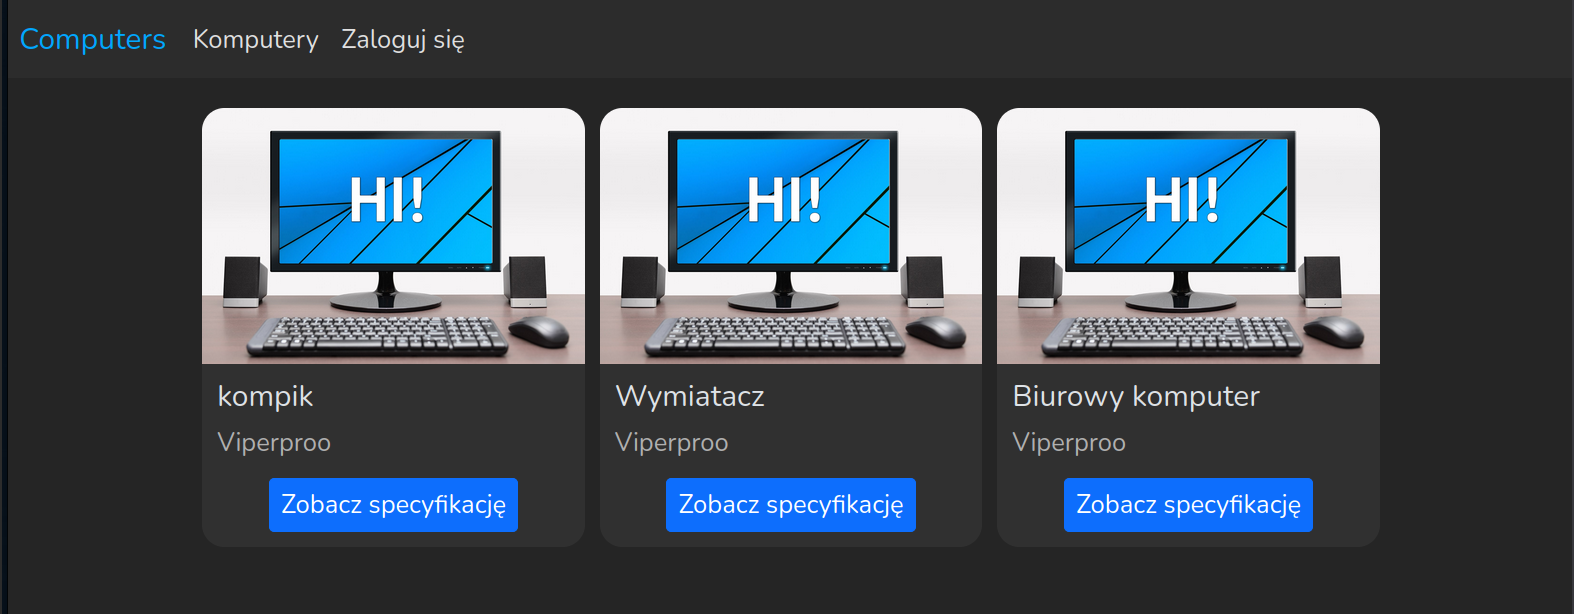 Computers Komputery Zaloguj się
HI! HI! HI!
kompik Wymiatacz Biurowy komputer
Viperproo Viperproo Viperproo
Zobacz specyfikację Zobacz specyfikację Zobacz specyfikację